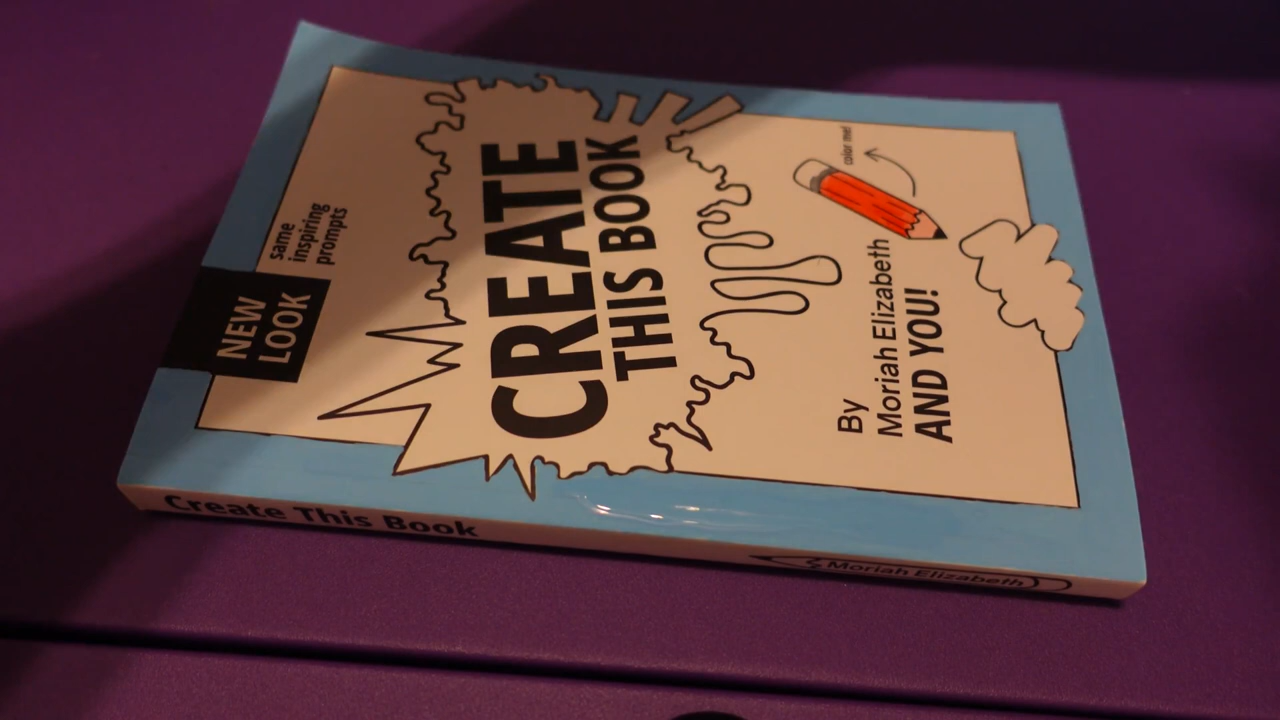 NEW
LOOK
same
inspiring
prompts
CREATE
THIS BOOK
color me!
By
Moriah Elizabeth
AND YOU!
Create This Book
Moriah Elizabeth